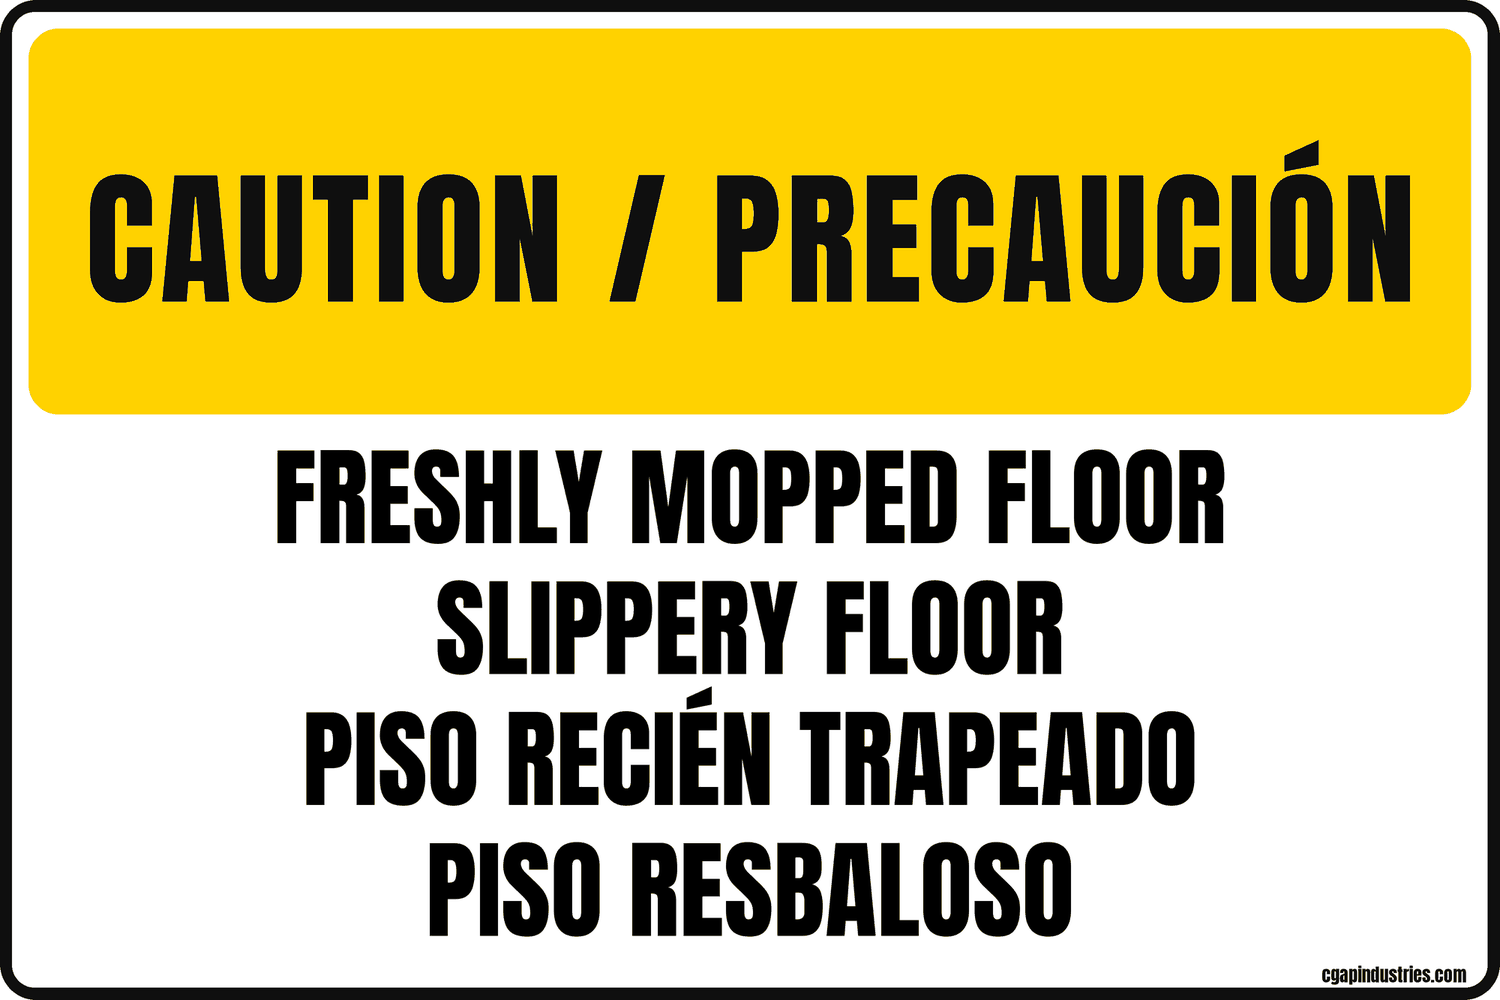 CAUTION / PRECAUCIÓN
FRESHLY MOPPED FLOOR
SLIPPERY FLOOR
PISO RECIÉN TRAPEADO
PISO RESBALOSO
cgapindustries.com